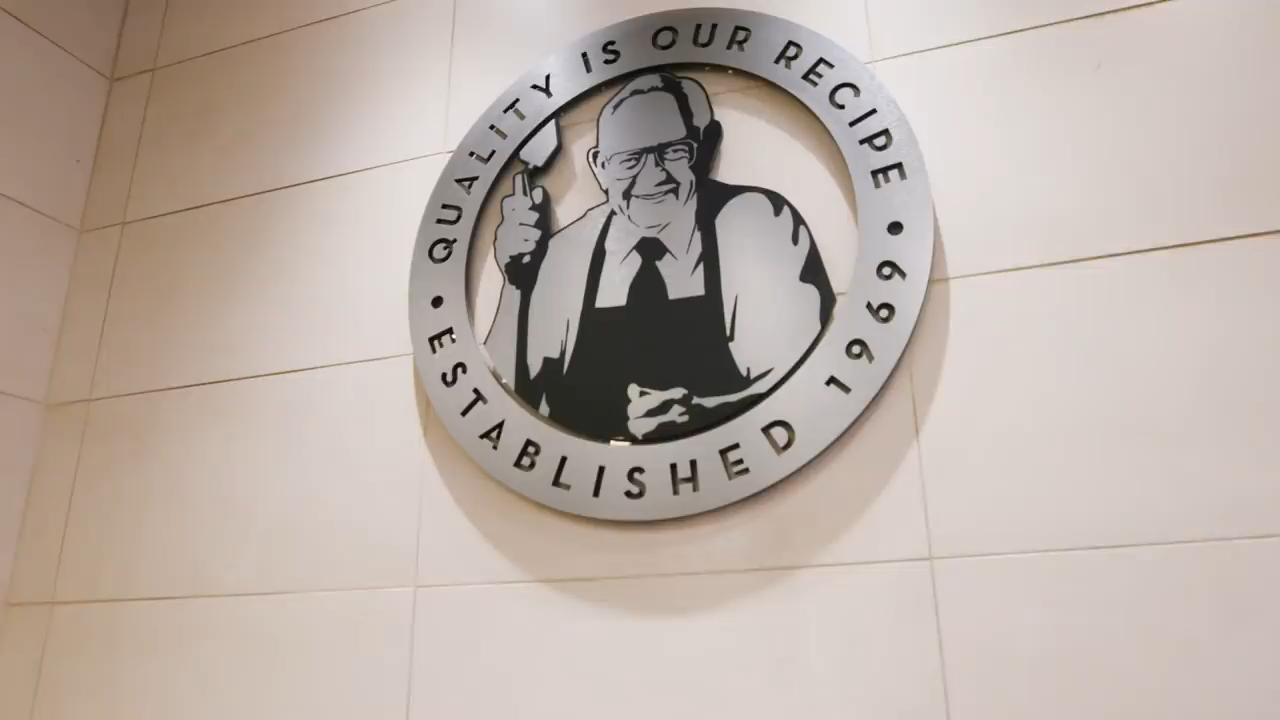 QUALITY IS OUR RECIPE
• ESTABLISHED 1969 •